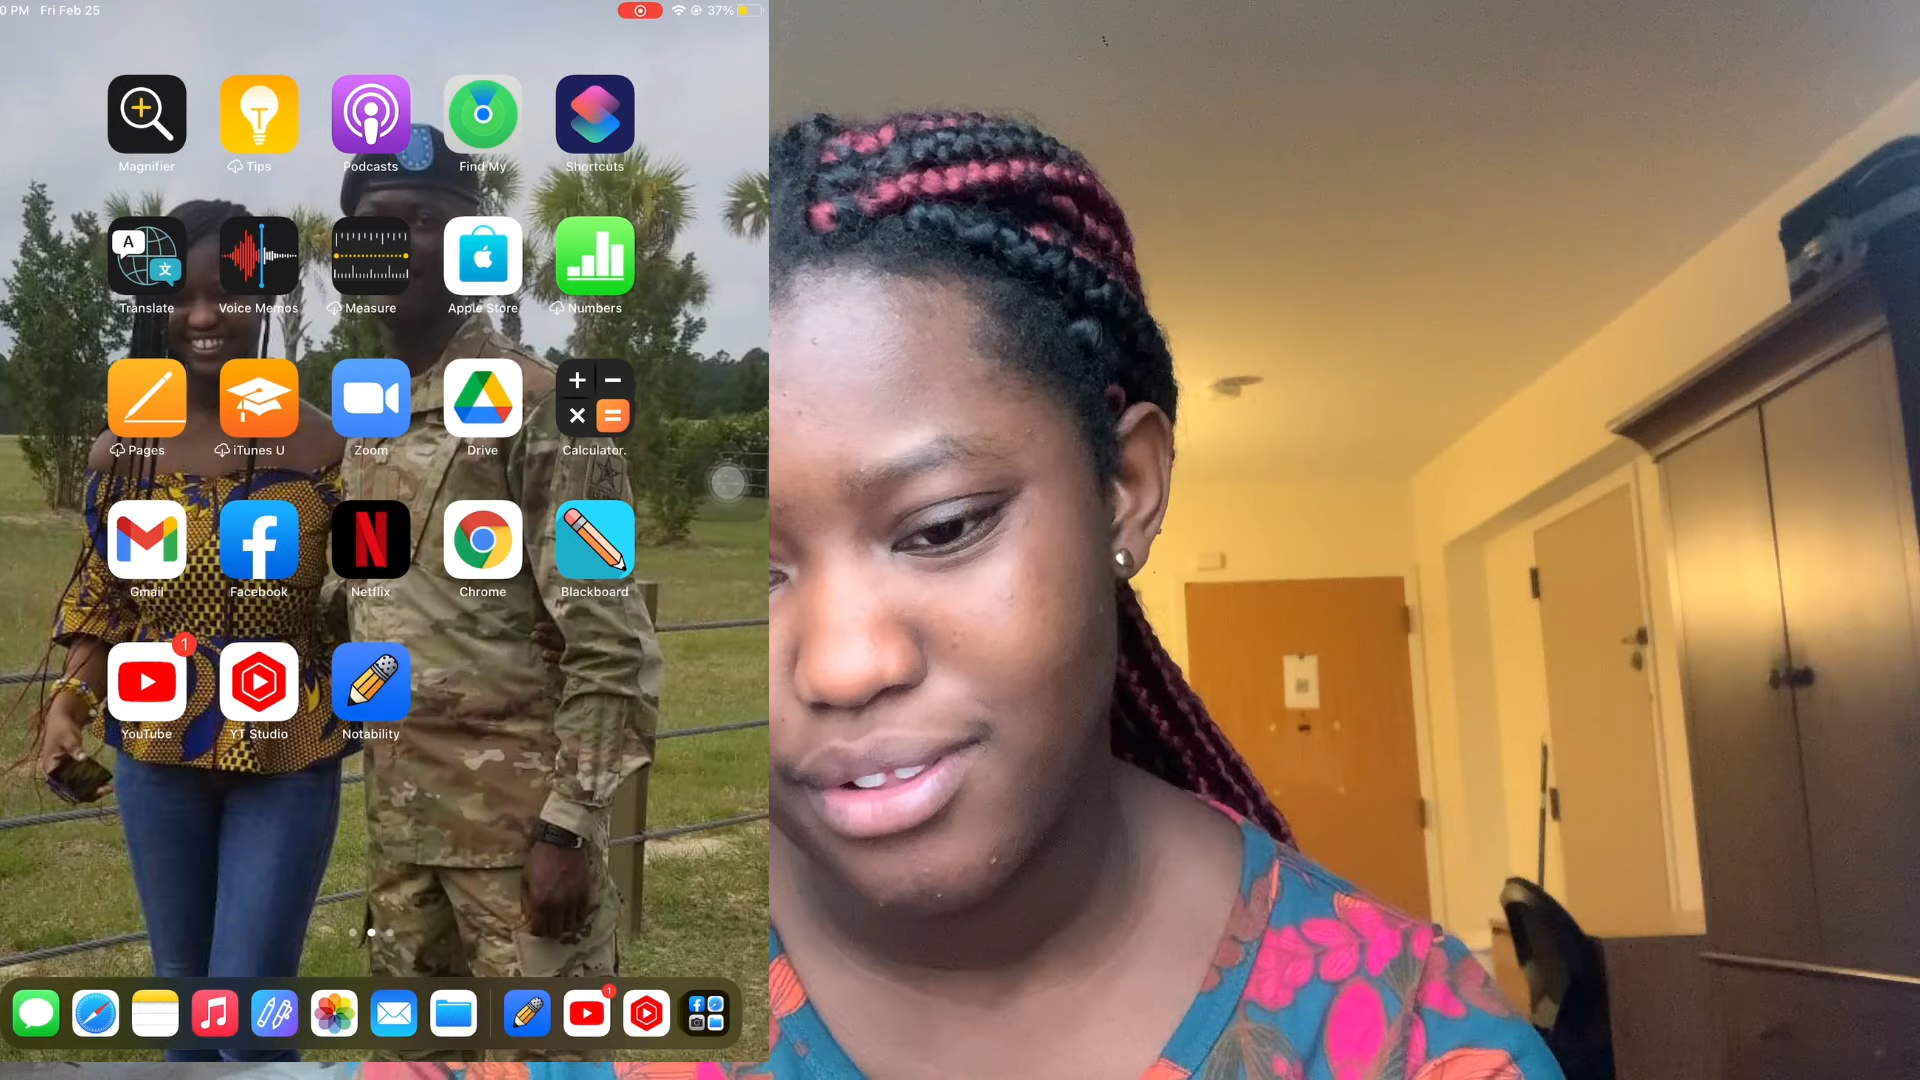 0 PM Fri Feb 25 37%
Magnifier Tips Podcasts Find My Shortcuts
A 文
Translate Voice Memos Measure Apple Store Numbers
Pages iTunes U Zoom Drive Calculator.
Gmail Facebook Netflix Chrome Blackboard
1
YouTube YT Studio Notability
1